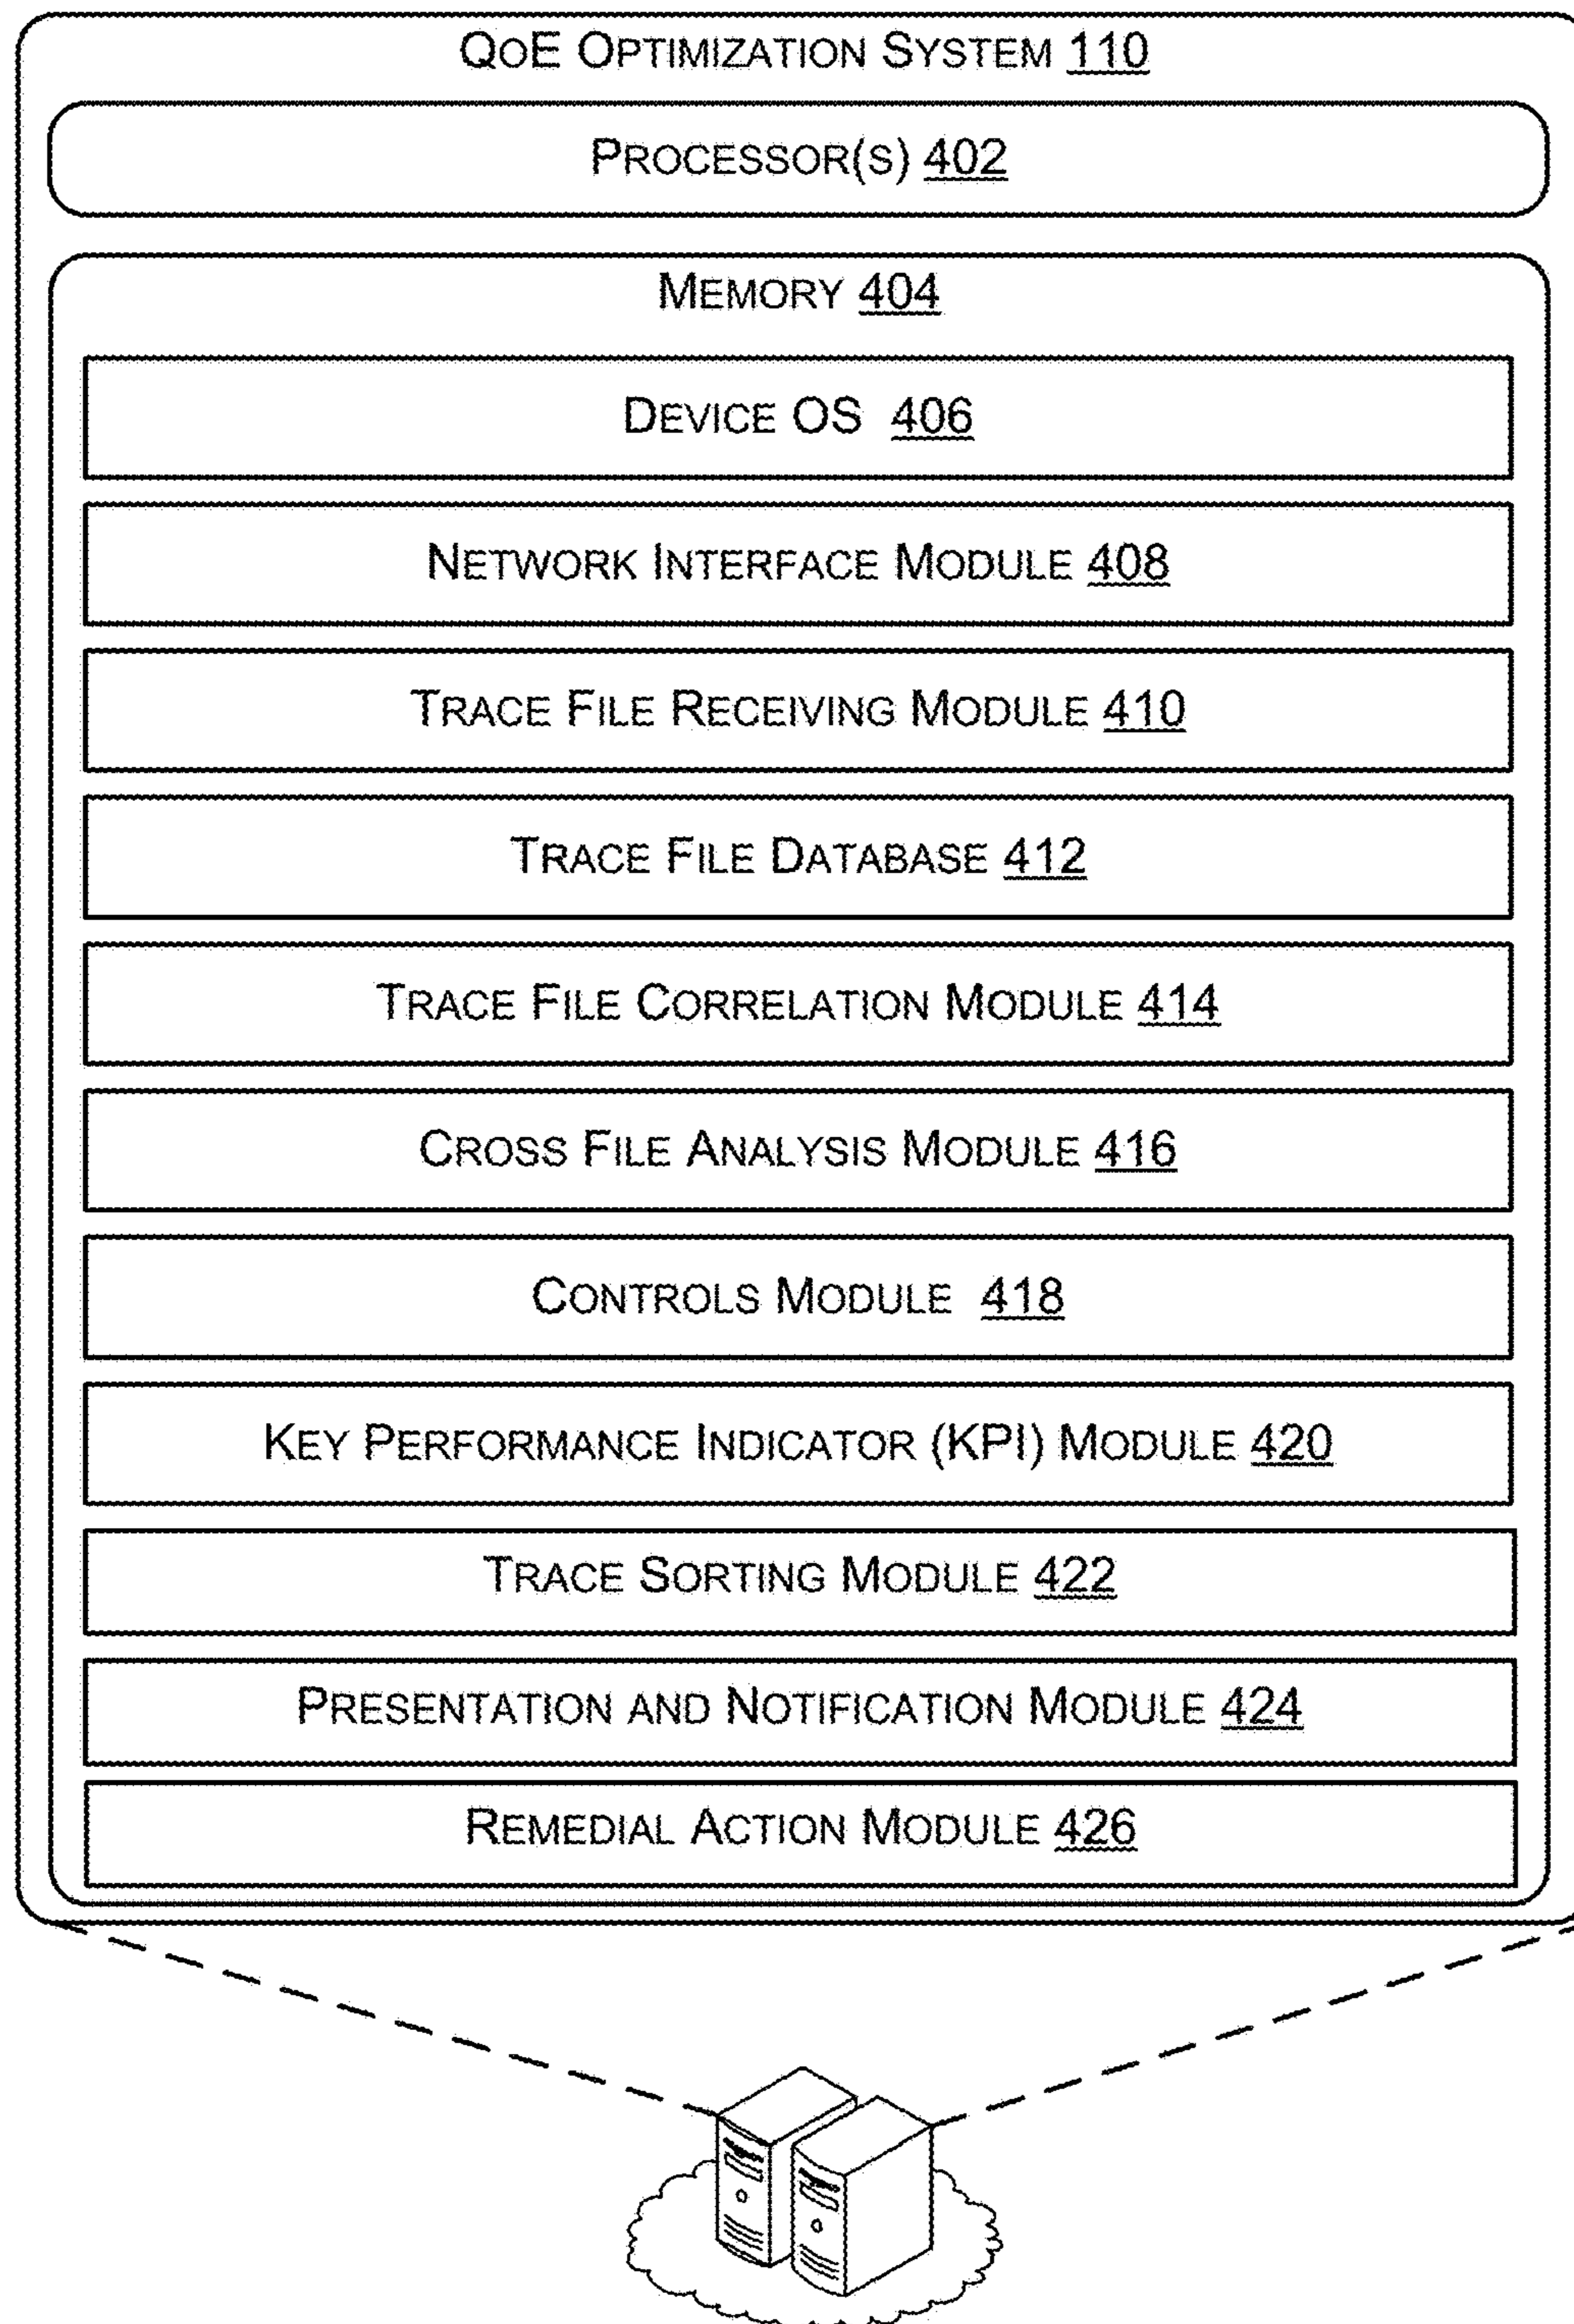 QoE Optimization System 110
Processor(s) 402
Memory 404
Device OS 406
Network Interface Module 408
Trace File Receiving Module 410
Trace File Database 412
Trace File Correlation Module 414
Cross File Analysis Module 416
Controls Module 418
Key Performance Indicator (KPI) Module 420
Trace Sorting Module 422
Presentation and Notification Module 424
Remedial Action Module 426